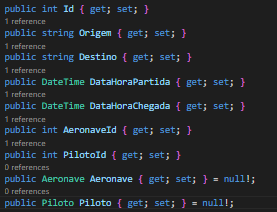 public int Id { get; set; }
1 reference
public string Origem { get; set; }
1 reference
public string Destino { get; set; }
1 reference
public DateTime DataHoraPartida { get; set; }
1 reference
public DateTime DataHoraChegada { get; set; }
1 reference
public int AeronaveId { get; set; }
1 reference
public int PilotoId { get; set; }
0 references
public Aeronave Aeronave { get; set; } = null!;
0 references
public Piloto Piloto { get; set; } = null!;